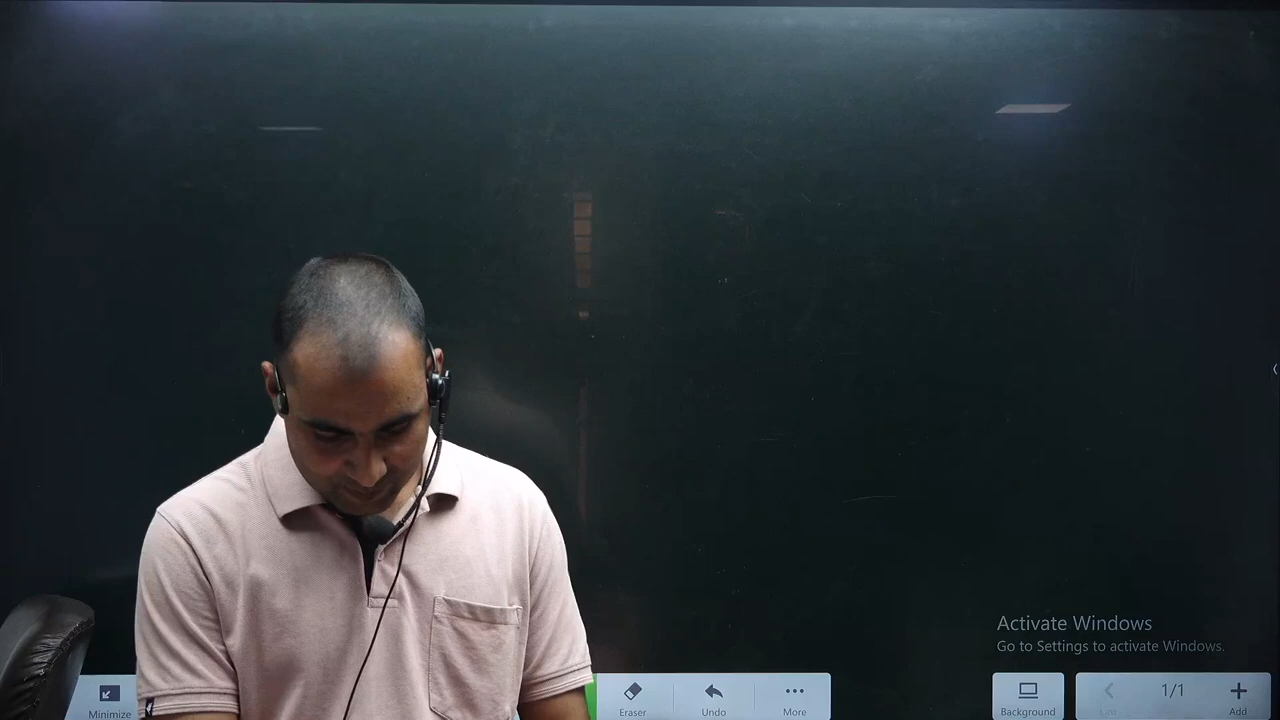 Activate Windows
Go to Settings to activate Windows.
Minimize
Eraser
Undo
More
Background
1/1
Add